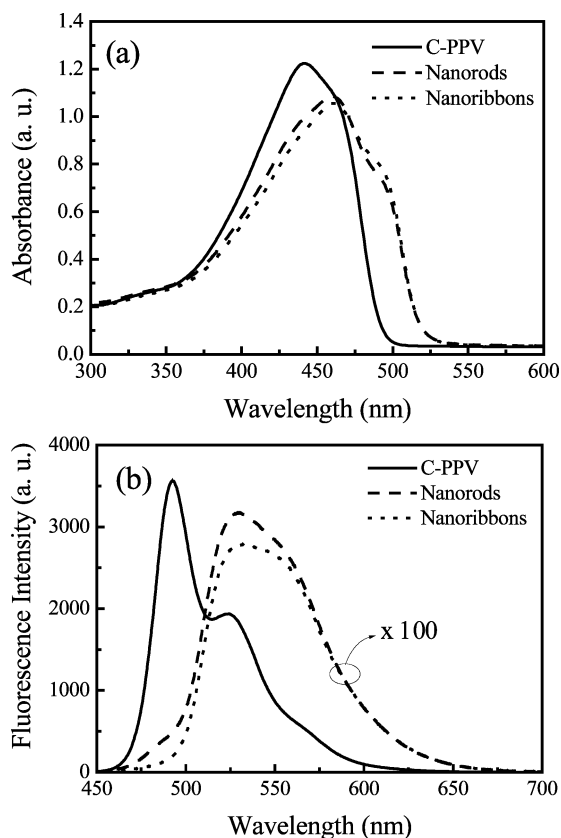 (a)
C-PPV
Nanorods
Nanoribbons
Absorbance (a. u.)
1.4
1.2
1.0
0.8
0.6
0.4
0.2
0.0
300 350 400 450 500 550 600
Wavelength (nm)
(b)
C-PPV
Nanorods
Nanoribbons
x 100
Fluorescence Intensity (a. u.)
4000
3000
2000
1000
0
450 500 550 600 650 700
Wavelength (nm)